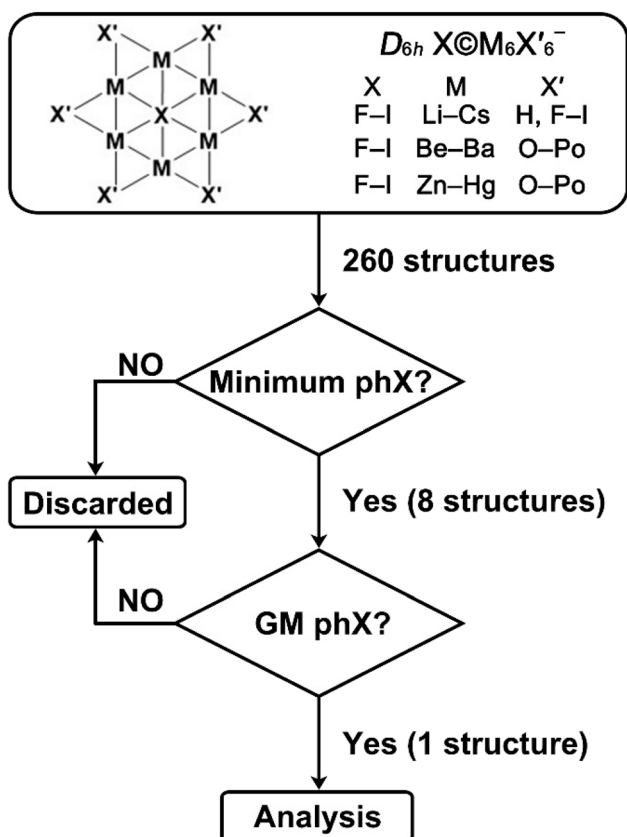 X' X' D₆ₕ X©M₆X'₆⁻
M X M X'
M M F–I Li–Cs H, F–I
X' X X' F–I Be–Ba O–Po
M M F–I Zn–Hg O–Po
M
X' X'
260 structures
NO
Minimum phX?
Discarded
Yes (8 structures)
NO
GM phX?
Yes (1 structure)
Analysis